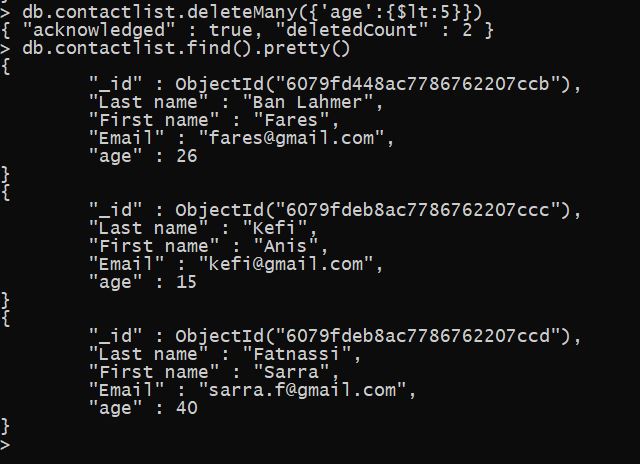 > db.contactlist.deleteMany({'age':{$lt:5}})
{ "acknowledged" : true, "deletedCount" : 2 }
> db.contactlist.find().pretty()
{
        "_id" : ObjectId("6079fd448ac7786762207ccb"),
        "Last name" : "Ban Lahmer",
        "First name" : "Fares",
        "Email" : "fares@gmail.com",
        "age" : 26
}
{
        "_id" : ObjectId("6079fdeb8ac7786762207ccc"),
        "Last name" : "Kefi",
        "First name" : "Anis",
        "Email" : "kefi@gmail.com",
        "age" : 15
}
{
        "_id" : ObjectId("6079fdeb8ac7786762207ccd"),
        "Last name" : "Fatnassi",
        "First name" : "Sarra",
        "Email" : "sarra.f@gmail.com",
        "age" : 40
}
>